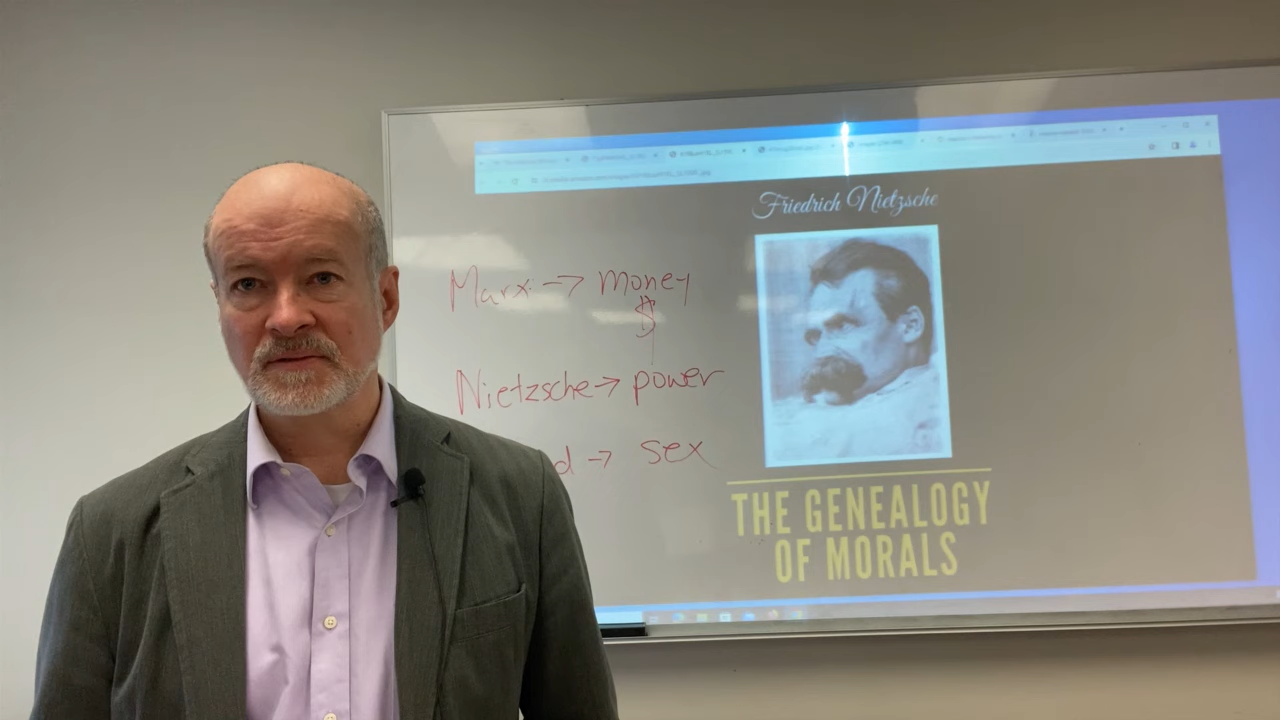 Friedrich Nietzsche
Marx -> money
$
Nietzsche -> power
d -> sex
THE GENEALOGY
OF MORALS